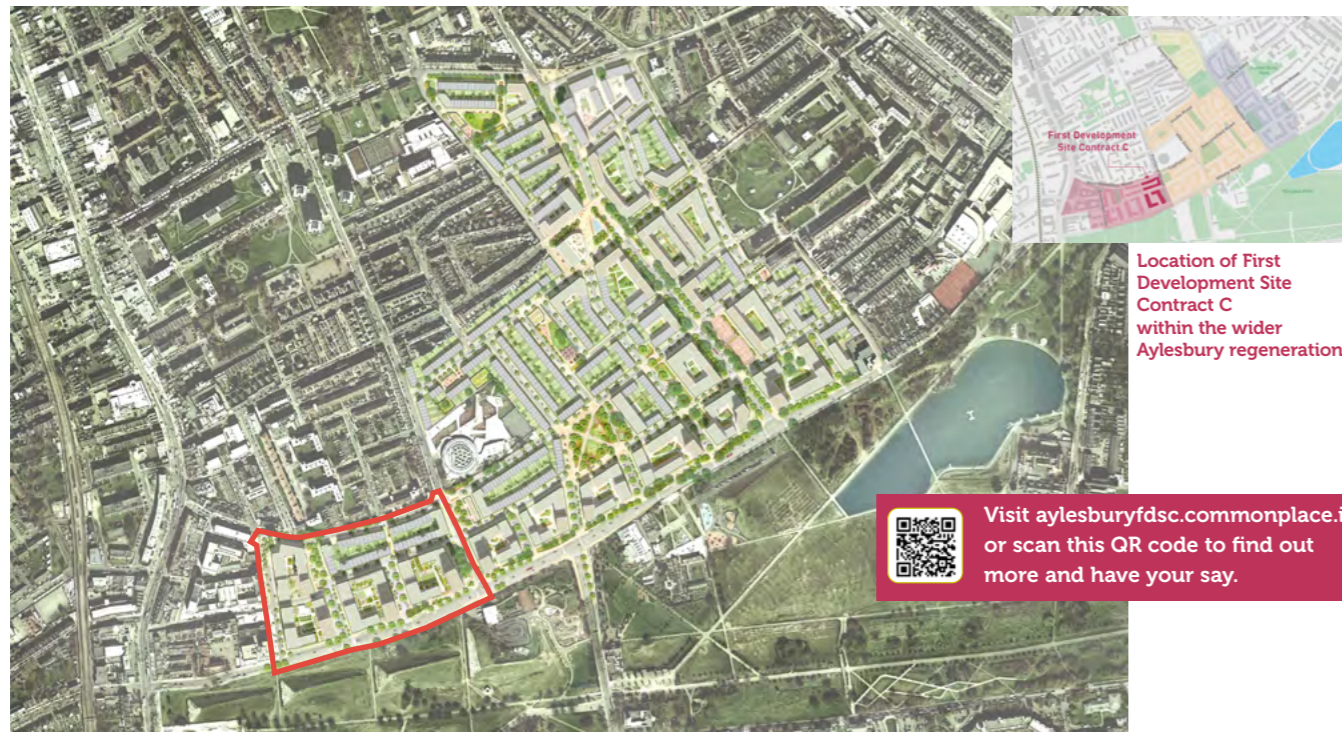 First Development
Site Contract C
Location of First
Development Site
Contract C
within the wider
Aylesbury regeneration
Visit aylesburyfdsc.commonplace.i
or scan this QR code to find out
more and have your say.